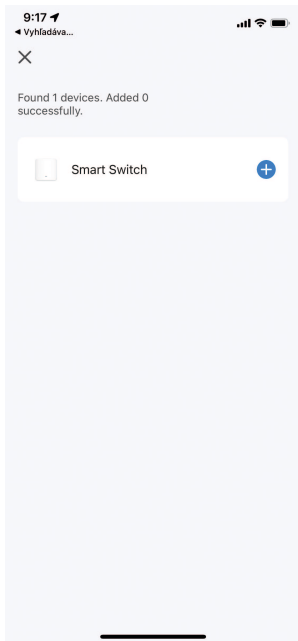 9:17
◀ Vyhľadáva...
Found 1 devices. Added 0
successfully.
Smart Switch